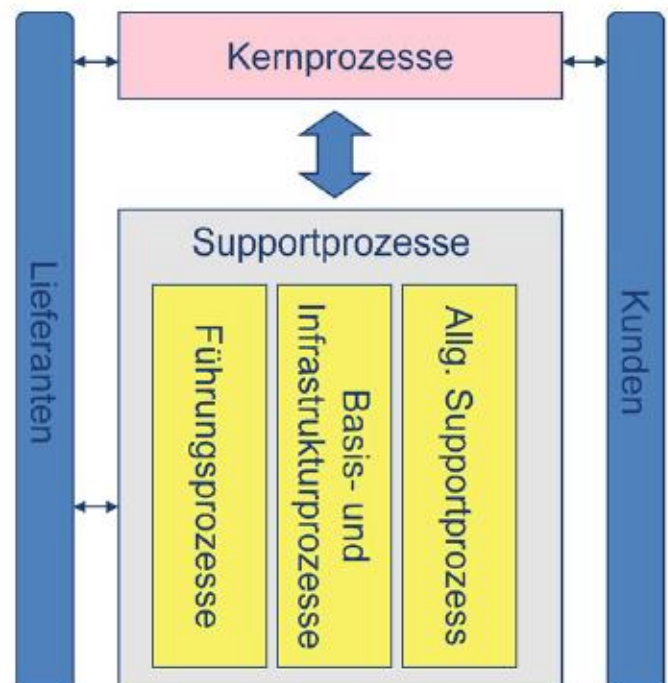 Kernprozesse
Supportprozesse
Lieferanten
Führungsprozesse
Basis- und
Infrastrukturprozesse
Allg. Supportprozess
Kunden